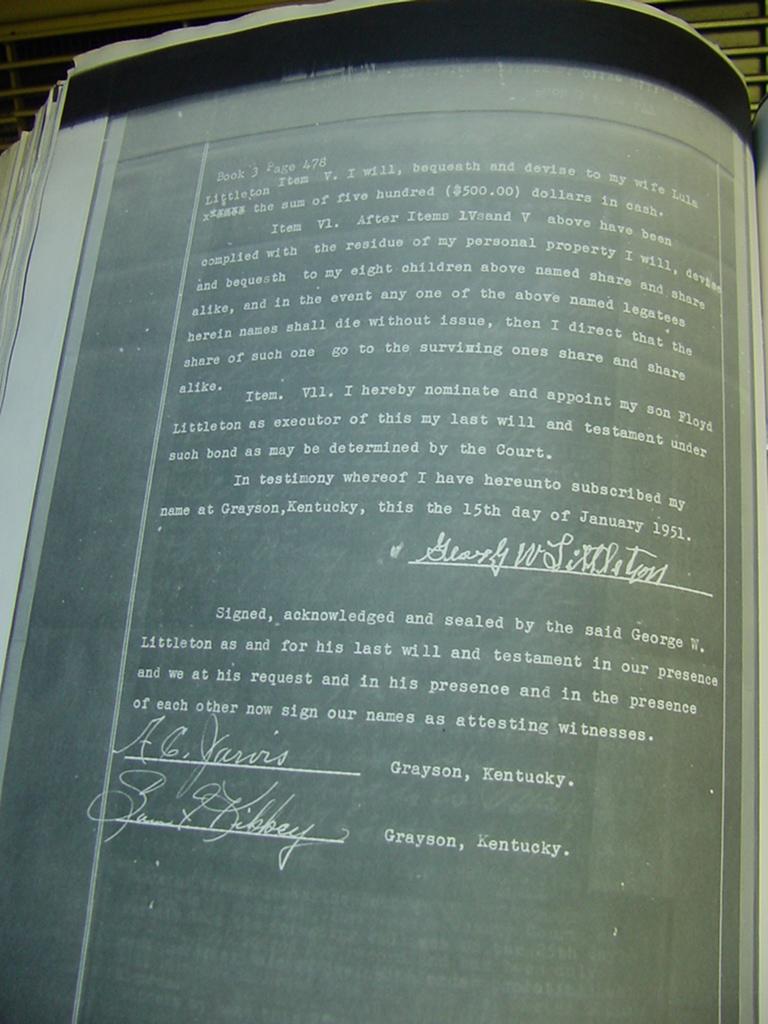 Book 3 Page 478
Littleton Item V. I will, bequeath and devise to my wife Lula
the sum of five hundred ($500.00) dollars in cash.
Item Vl. After Items lVsand V above have been
complied with the residue of my personal property I will, devise
and bequesth to my eight children above named share and share
alike, and in the event any one of the above named legatees
herein names shall die without issue, then I direct that the
share of such one go to the surviving ones share and share
alike.
Item. Vll. I hereby nominate and appoint my son Floyd
Littleton as executor of this my last will and testament under
such bond as may be determined by the Court.
In testimony whereof I have hereunto subscribed my
name at Grayson,Kentucky, this the 15th day of January 1951.
George W Littleton
Signed, acknowledged and sealed by the said George W.
Littleton as and for his last will and testament in our presence
and we at his request and in his presence and in the presence
of each other now sign our names as attesting witnesses.
A. C. Jarvis Grayson, Kentucky.
Kibbey Grayson, Kentucky.